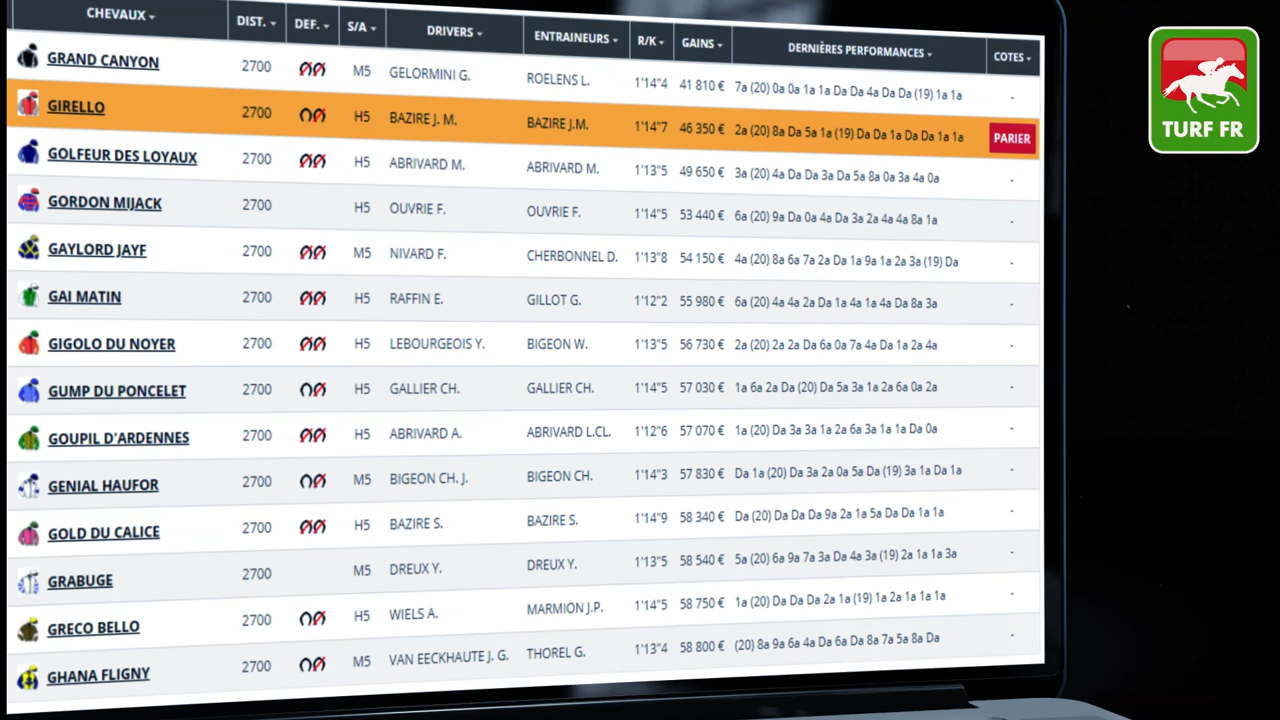 CHEVAUX DIST. DEF. S/A DRIVERS ENTRAINEURS R/K GAINS DERNIÈRES PERFORMANCES COTES
GRAND CANYON 2700 M5 GELORMINI G. ROELENS L. 1'14"4 41 810 € 7a (20) 0a 0a 1a 1a Da Da 4a Da Da (19) 1a 1a -
GIRELLO 2700 H5 BAZIRE J. M. BAZIRE J.M. 1'14"7 46 350 € 2a (20) 8a Da 5a 1a (19) Da Da 1a Da Da 1a 1a PARIER
GOLFEUR DES LOYAUX 2700 H5 ABRIVARD M. ABRIVARD M. 1'13"5 49 650 € 3a (20) 4a Da Da 3a Da 5a 8a 0a 3a 4a 0a -
GORDON MIJACK 2700 H5 OUVRIE F. OUVRIE F. 1'14"5 53 440 € 6a (20) 9a Da 0a 4a Da 3a 2a 4a 4a 8a 1a -
GAYLORD JAYF 2700 M5 NIVARD F. CHERBONNEL D. 1'13"8 54 150 € 4a (20) 8a 6a 7a 2a Da 1a 9a 1a 2a 3a (19) Da -
GAI MATIN 2700 H5 RAFFIN E. GILLOT G. 1'12"2 55 980 € 6a (20) 4a 4a 2a Da 1a 4a 1a 4a Da 8a 3a -
GIGOLO DU NOYER 2700 H5 LEBOURGEOIS Y. BIGEON W. 1'13"5 56 730 € 2a (20) 2a 2a Da 6a 0a 7a 4a Da 1a 2a 4a -
GUMP DU PONCELET 2700 H5 GALLIER CH. GALLIER CH. 1'14"5 57 030 € 1a 6a 2a Da (20) Da 5a 3a 1a 2a 6a 0a 2a -
GOUPIL D'ARDENNES 2700 H5 ABRIVARD A. ABRIVARD L.CL. 1'12"6 57 070 € 1a (20) Da 3a 3a 1a 2a 6a 3a 1a 1a Da 0a -
GENIAL HAUFOR 2700 M5 BIGEON CH. J. BIGEON CH. 1'14"3 57 830 € Da 1a (20) Da 3a 2a 0a 5a Da (19) 3a 1a Da 1a -
GOLD DU CALICE 2700 H5 BAZIRE S. BAZIRE S. 1'14"9 58 340 € Da (20) Da Da Da 9a 2a 1a 5a Da Da 1a 1a -
GRABUGE 2700 M5 DREUX Y. DREUX Y. 1'13"5 58 540 € 5a (20) 6a 9a 7a 3a Da 4a 3a (19) 2a 1a 1a 3a -
GRECO BELLO 2700 H5 WIELS A. MARMION J.P. 1'14"5 58 750 € 1a (20) Da Da Da 2a 1a (19) 1a 2a 1a 1a 1a -
GHANA FLIGNY 2700 M5 VAN EECKHAUTE J. G. THOREL G. 1'13"4 58 800 € (20) 8a 9a 6a 4a Da 6a Da 8a 7a 5a 8a Da -
TURF FR